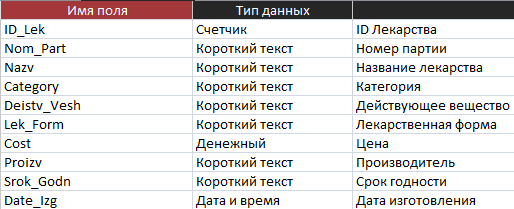 Имя поля Тип данных
ID_Lek Счетчик ID Лекарства
Nom_Part Короткий текст Номер партии
Nazv Короткий текст Название лекарства
Category Короткий текст Категория
Deistv_Vesh Короткий текст Действующее вещество
Lek_Form Короткий текст Лекарственная форма
Cost Денежный Цена
Proizv Короткий текст Производитель
Srok_Godn Короткий текст Срок годности
Date_Izg Дата и время Дата изготовления